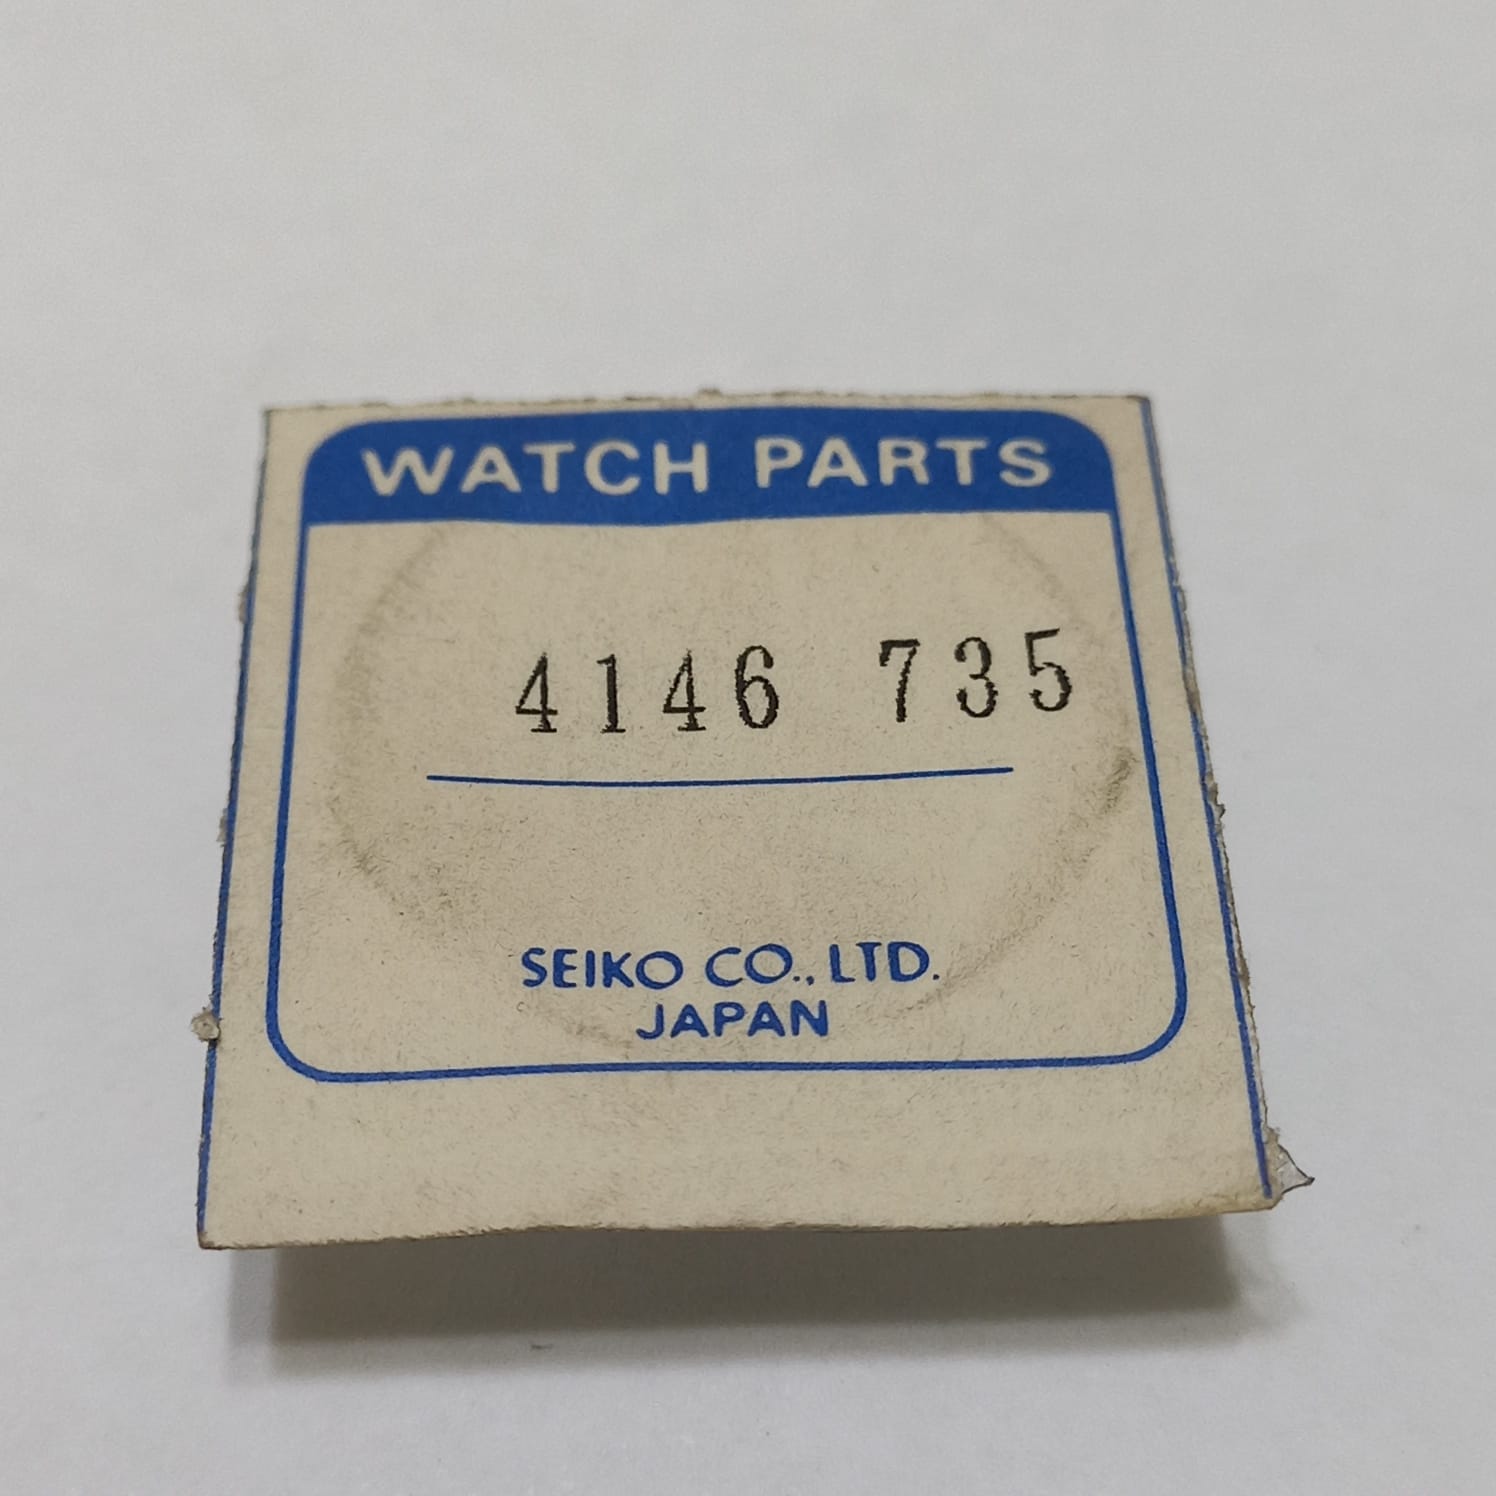 WATCH PARTS
4146 735
SEIKO CO., LTD.
JAPAN